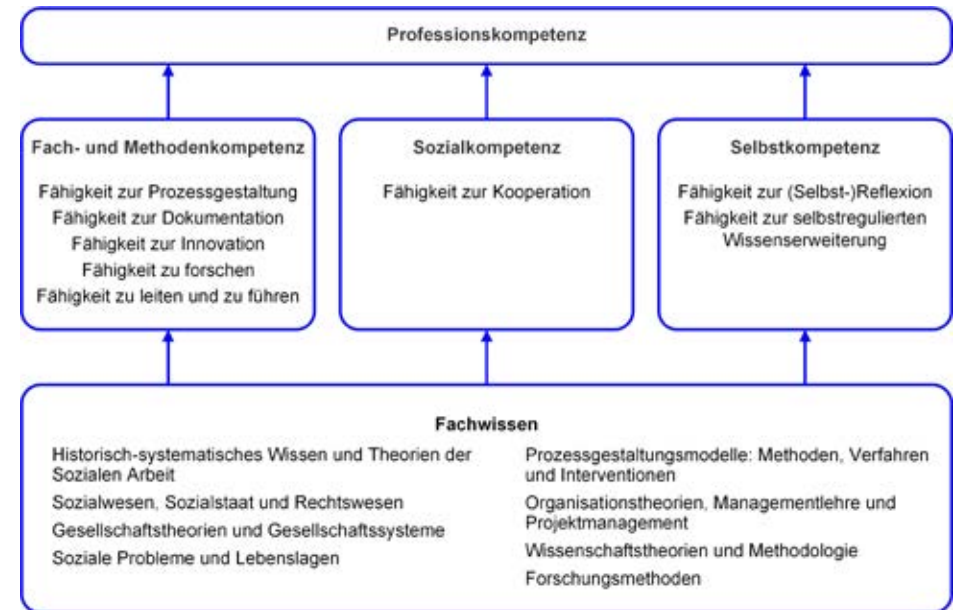 Professionskompetenz
Fach- und Methodenkompetenz
Fähigkeit zur Prozessgestaltung
Fähigkeit zur Dokumentation
Fähigkeit zur Innovation
Fähigkeit zu forschen
Fähigkeit zu leiten und zu führen
Sozialkompetenz
Fähigkeit zur Kooperation
Selbstkompetenz
Fähigkeit zur (Selbst-)Reflexion
Fähigkeit zur selbstregulierten
Wissenserweiterung
Fachwissen
Historisch-systematisches Wissen und Theorien der
Sozialen Arbeit
Sozialwesen, Sozialstaat und Rechtswesen
Gesellschaftstheorien und Gesellschaftssysteme
Soziale Probleme und Lebenslagen
Prozessgestaltungsmodelle: Methoden, Verfahren
und Interventionen
Organisationstheorien, Managementlehre und
Projektmanagement
Wissenschaftstheorien und Methodologie
Forschungsmethoden